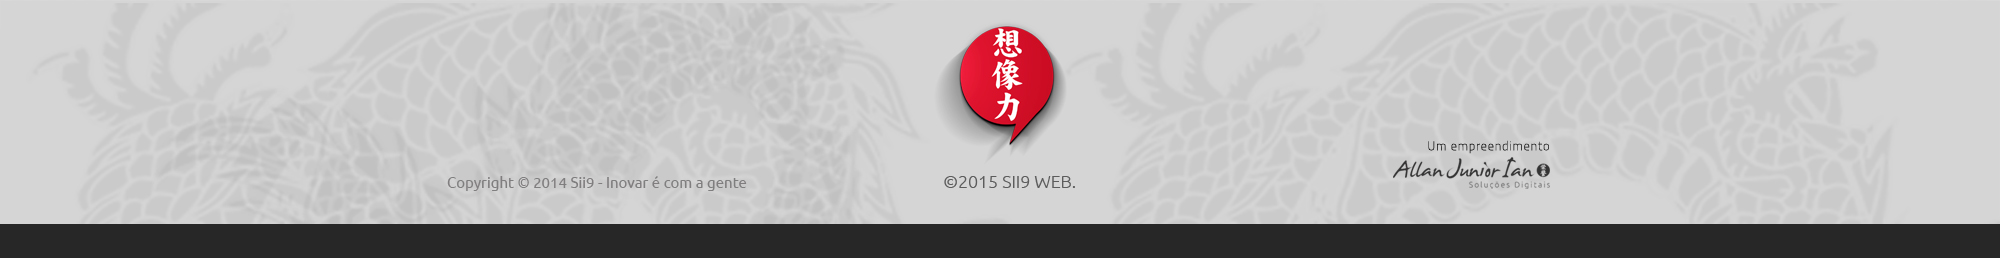 想
像
力
Um empreendimento
Allan Junior Ian
Soluções Digitais
Copyright © 2014 Sii9 - Inovar é com a gente
©2015 SII9 WEB.